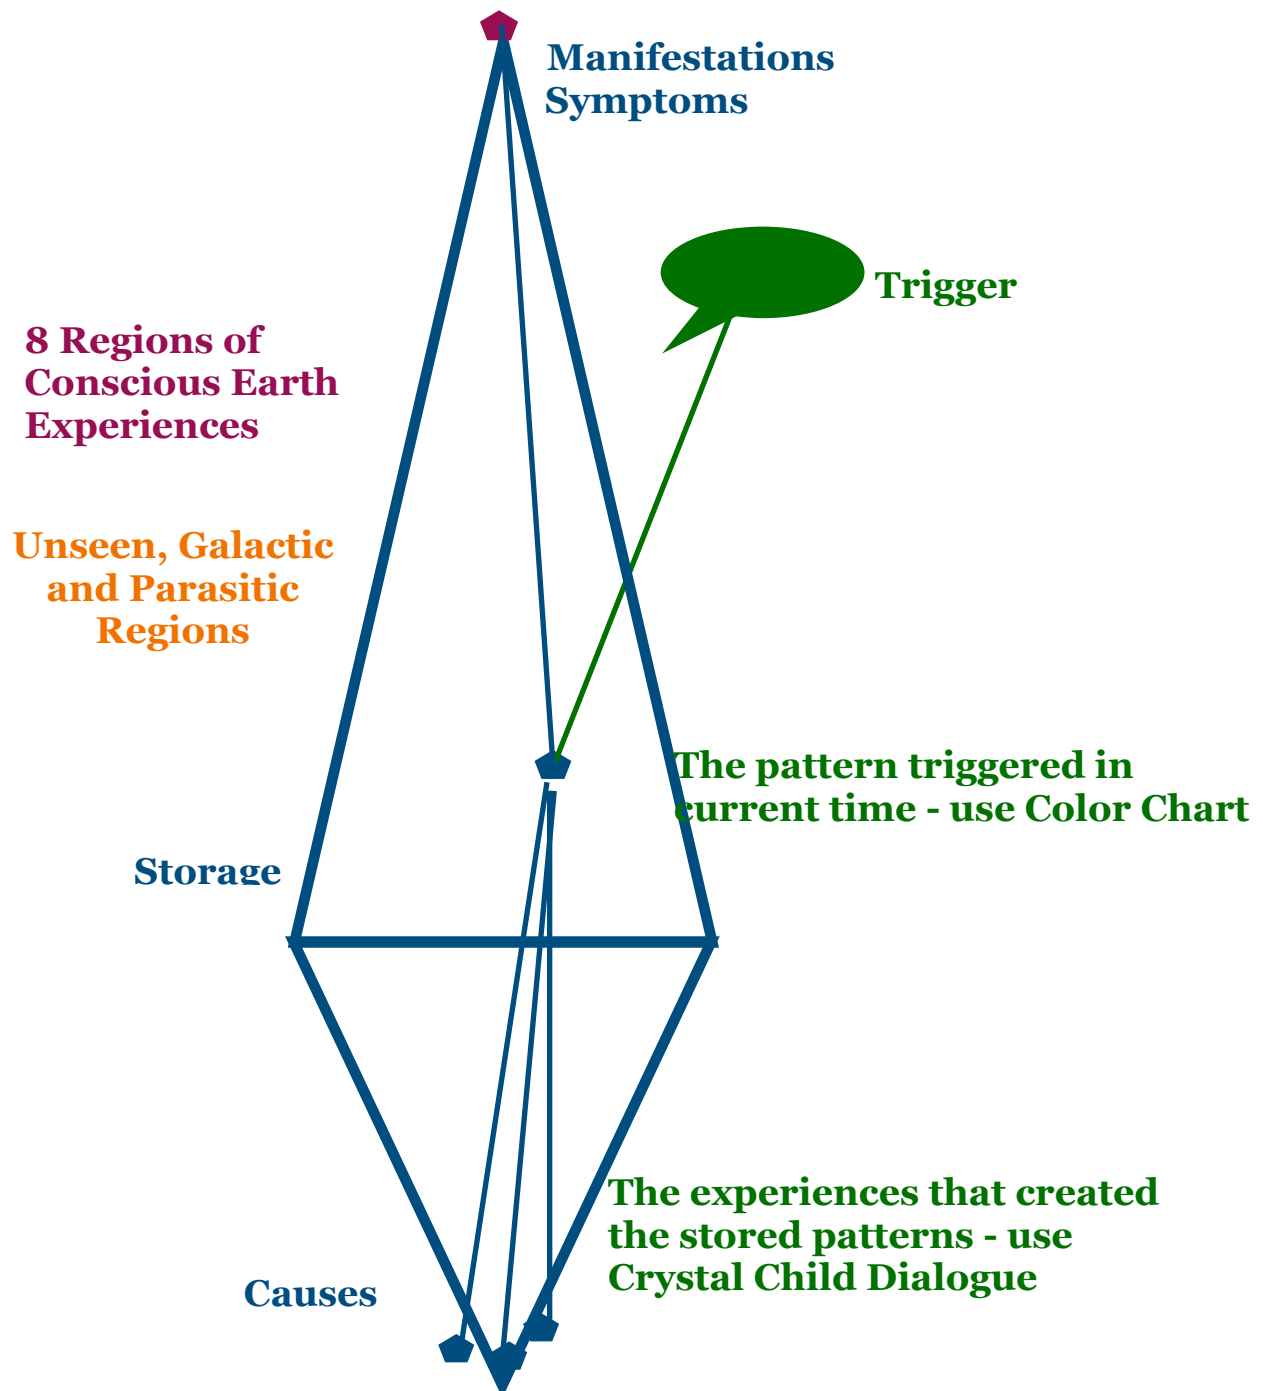 Manifestations
Symptoms
Trigger
8 Regions of
Conscious Earth
Experiences
Unseen, Galactic
and Parasitic
Regions
The pattern triggered in
current time - use Color Chart
Storage
The experiences that created
the stored patterns - use
Crystal Child Dialogue
Causes